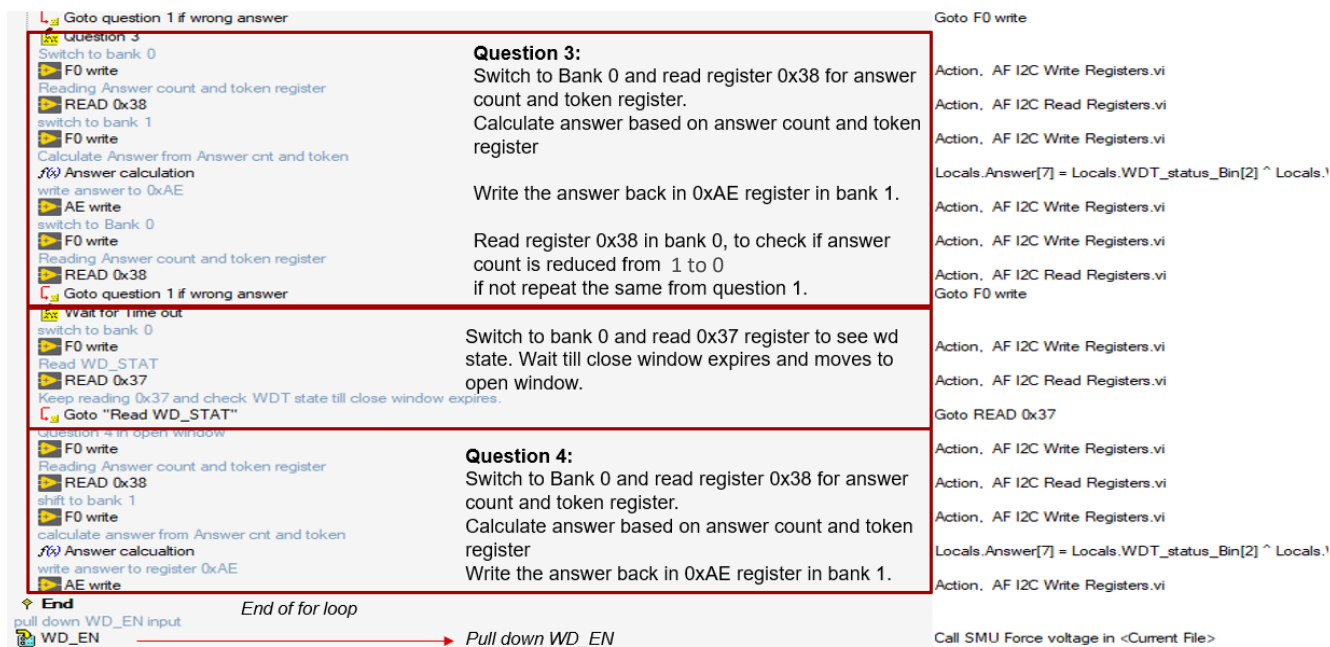 Goto question 1 if wrong answer
Goto F0 write
Question 3
Switch to bank 0
F0 write
Action, AF I2C Write Registers.vi
Reading Answer count and token register
READ 0x38
Action, AF I2C Read Registers.vi
switch to bank 1
F0 write
Action, AF I2C Write Registers.vi
Calculate Answer from Answer cnt and token
f(x) Answer calculation
Locals.Answer[7] = Locals.WDT_status_Bin[2] ^ Locals.
write answer to 0xAE
AE write
Action, AF I2C Write Registers.vi
switch to Bank 0
F0 write
Action, AF I2C Write Registers.vi
Reading Answer count and token register
READ 0x38
Action, AF I2C Read Registers.vi
Goto question 1 if wrong answer
Goto F0 write
Question 3:
Switch to Bank 0 and read register 0x38 for answer
count and token register.
Calculate answer based on answer count and token
register
Write the answer back in 0xAE register in bank 1.
Read register 0x38 in bank 0, to check if answer
count is reduced from 1 to 0
if not repeat the same from question 1.
Wait for Time out
switch to bank 0
F0 write
Action, AF I2C Write Registers.vi
Read WD_STAT
READ 0x37
Action, AF I2C Read Registers.vi
Keep reading 0x37 and check WDT state till close window expires.
Goto "Read WD_STAT"
Goto READ 0x37
Switch to bank 0 and read 0x37 register to see wd
state. Wait till close window expires and moves to
open window.
Question 4 in open window
F0 write
Action, AF I2C Write Registers.vi
Reading Answer count and token register
READ 0x38
Action, AF I2C Read Registers.vi
shift to bank 1
F0 write
Action, AF I2C Write Registers.vi
calculate answer from Answer cnt and token
f(x) Answer calcualtion
Locals.Answer[7] = Locals.WDT_status_Bin[2] ^ Locals.
write answer to register 0xAE
AE write
Action, AF I2C Write Registers.vi
Question 4:
Switch to Bank 0 and read register 0x38 for answer
count and token register.
Calculate answer based on answer count and token
register
Write the answer back in 0xAE register in bank 1.
End
End of for loop
pull down WD_EN input
WD_EN
Pull down WD_EN
Call SMU Force voltage in <Current File>